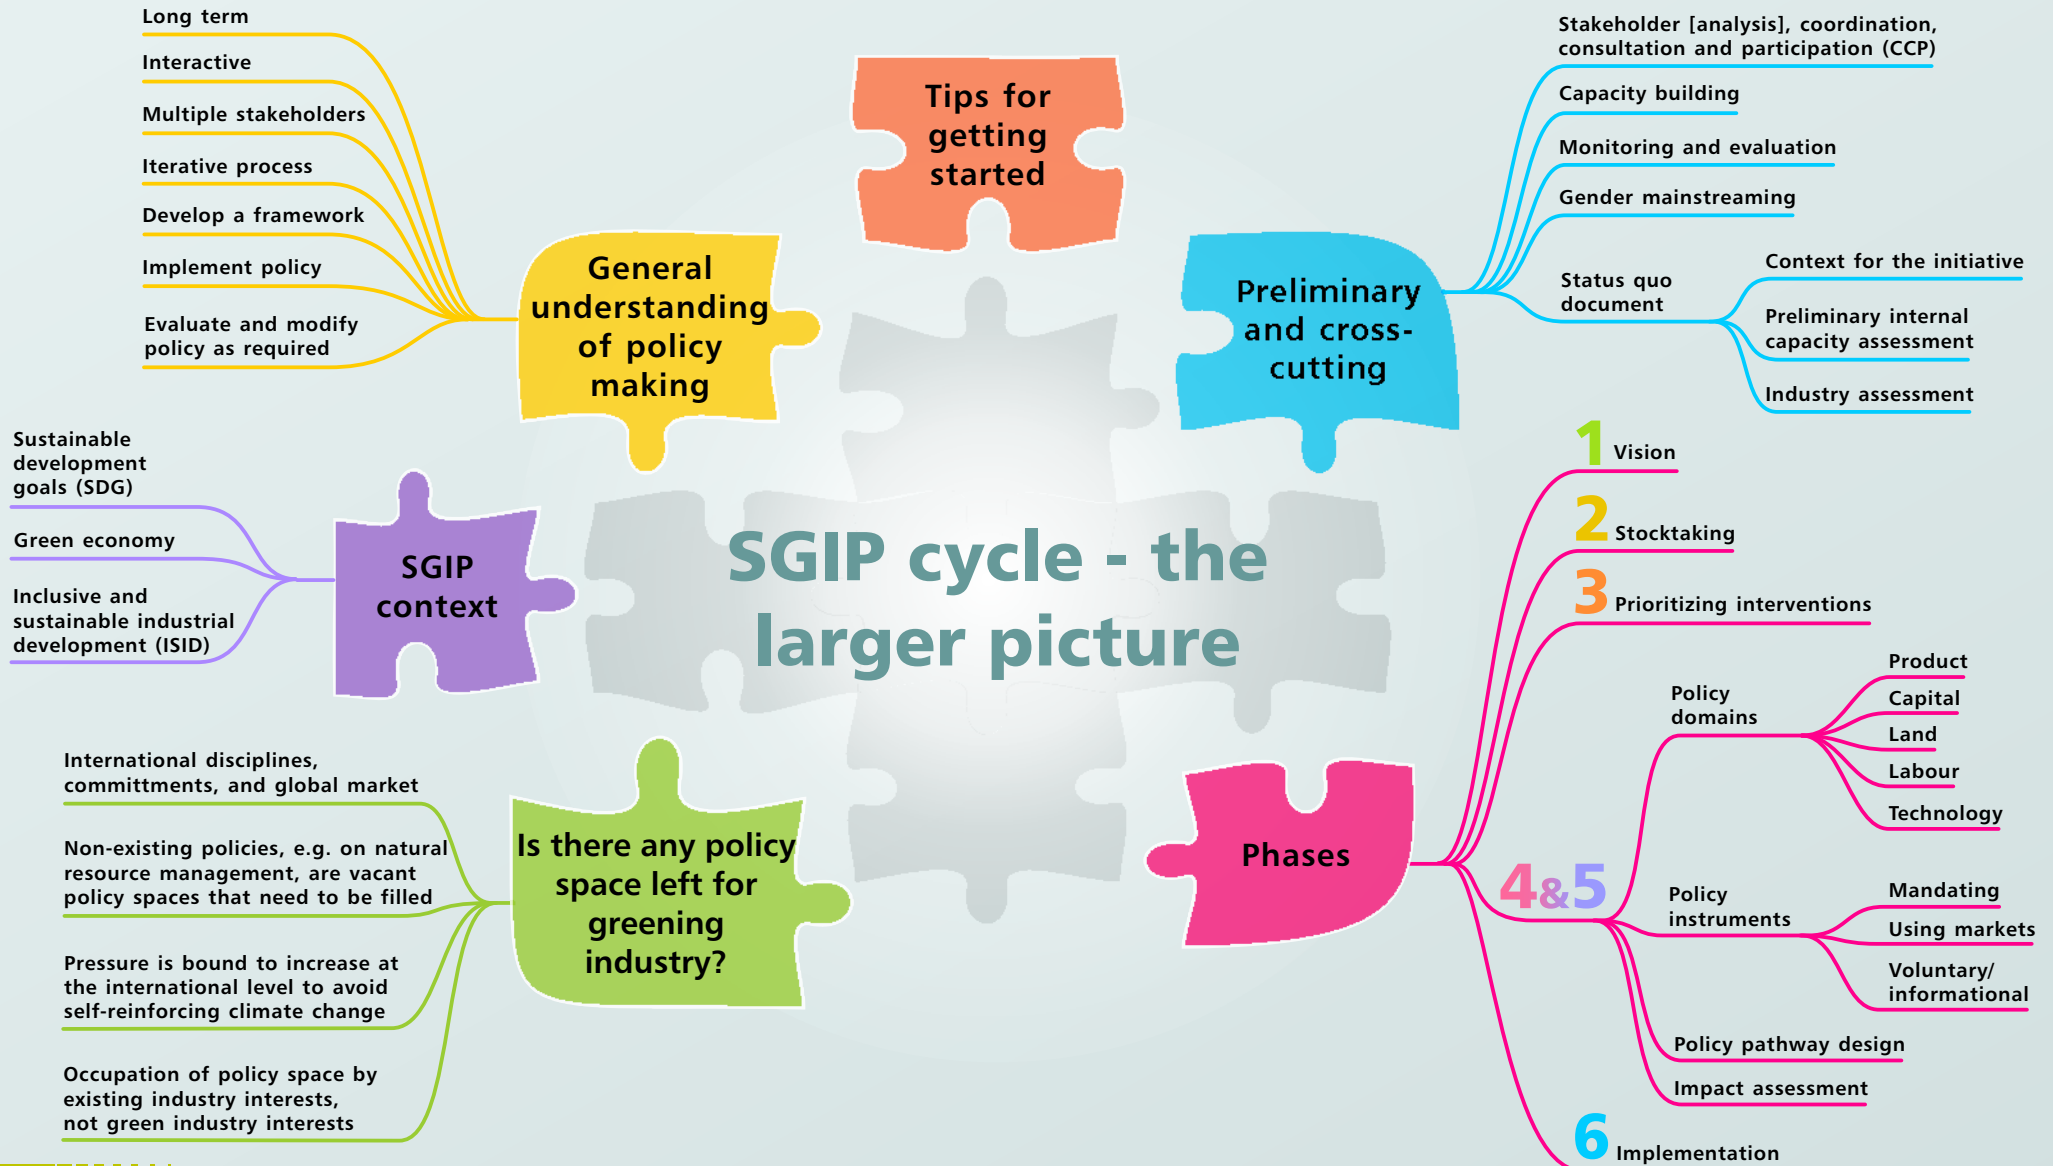 Long term
Interactive
Multiple stakeholders
Iterative process
Develop a framework
Implement policy
Evaluate and modify
policy as required
General
understanding
of policy
making
Tips for
getting
started
Preliminary
and cross-
cutting
Stakeholder [analysis], coordination,
consultation and participation (CCP)
Capacity building
Monitoring and evaluation
Gender mainstreaming
Status quo
document
Context for the initiative
Preliminary internal
capacity assessment
Industry assessment
Sustainable
development
goals (SDG)
Green economy
Inclusive and
sustainable industrial
development (ISID)
SGIP
context
SGIP cycle - the
larger picture
International disciplines,
committments, and global market
Non-existing policies, e.g. on natural
resource management, are vacant
policy spaces that need to be filled
Pressure is bound to increase at
the international level to avoid
self-reinforcing climate change
Occupation of policy space by
existing industry interests,
not green industry interests
Is there any policy
space left for
greening
industry?
Phases
1 Vision
2 Stocktaking
3 Prioritizing interventions
4&5
Policy
domains
Product
Capital
Land
Labour
Technology
Policy
instruments
Mandating
Using markets
Voluntary/
informational
Policy pathway design
Impact assessment
6 Implementation